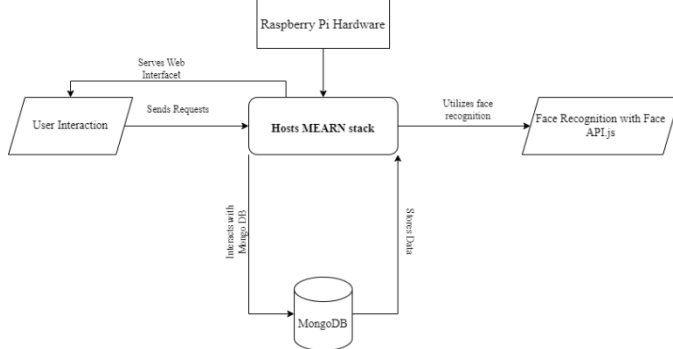 Raspberry Pi Hardware
Serves Web
Interfacet
User Interaction
Sends Requests
Hosts MEARN stack
Utilizes face
recognition
Face Recognition with Face
API.js
Interacts with
Mongo DB
Stores Data
MongoDB